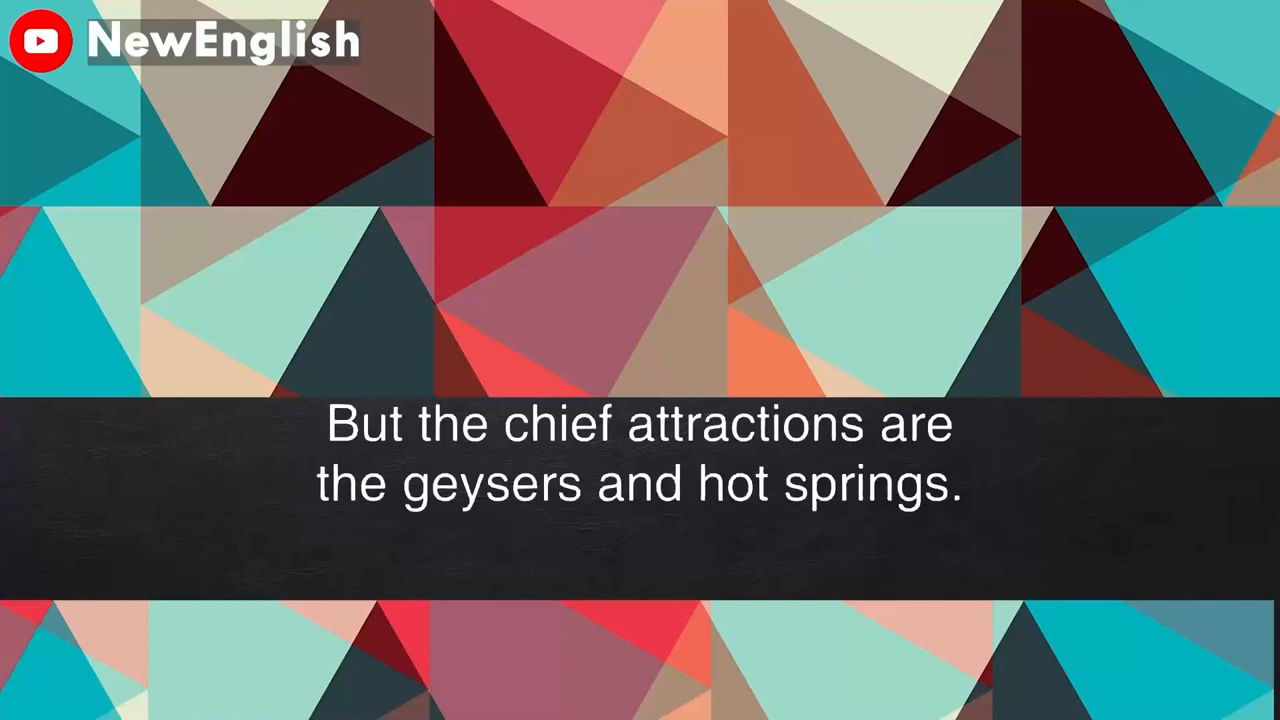 NewEnglish
But the chief attractions are
the geysers and hot springs.